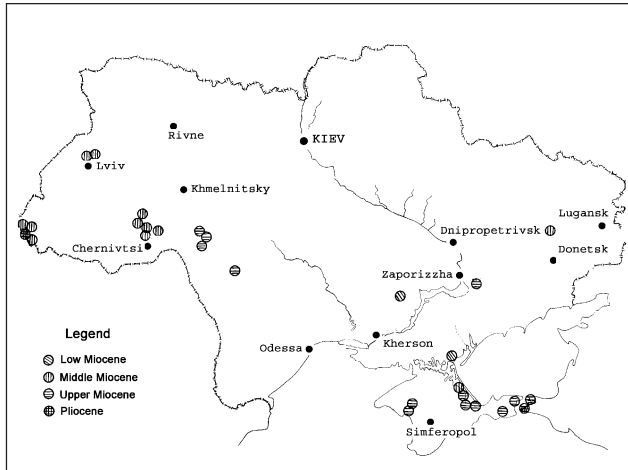 Rivne
KIEV
Lviv
Khmelnitsky
Lugansk
Chernivtsi
Dnipropetrivsk
Donetsk
Zaporizzha
Kherson
Odessa
Simferopol
Legend
Low Miocene
Middle Miocene
Upper Miocene
Pliocene